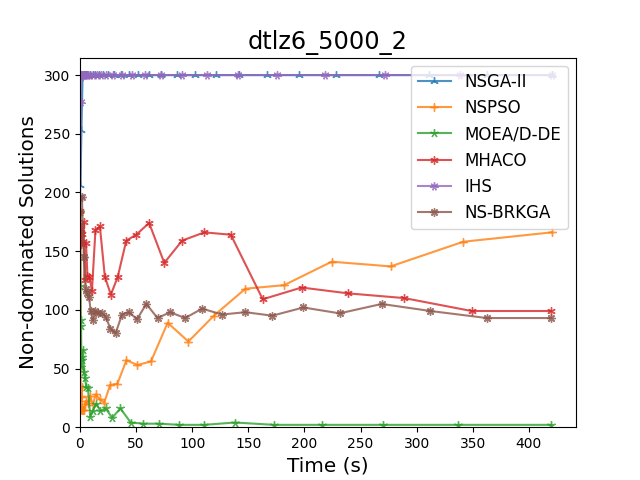 dtlz6_5000_2
Non-dominated Solutions
300
250
200
150
100
50
0
0 50 100 150 200 250 300 350 400
Time (s)
NSGA-II
NSPSO
MOEA/D-DE
MHACO
IHS
NS-BRKGA